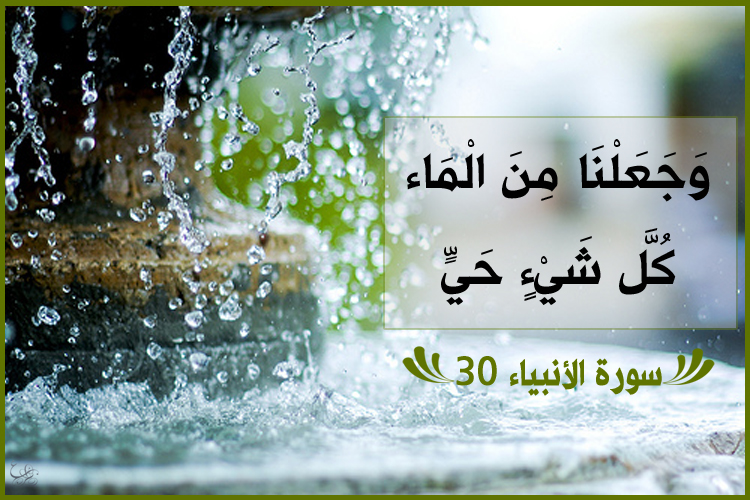 وَجَعَلْنَا مِنَ الْمَاء
كُلَّ شَيْءٍ حَيٍّ
سورة الأنبياء 30